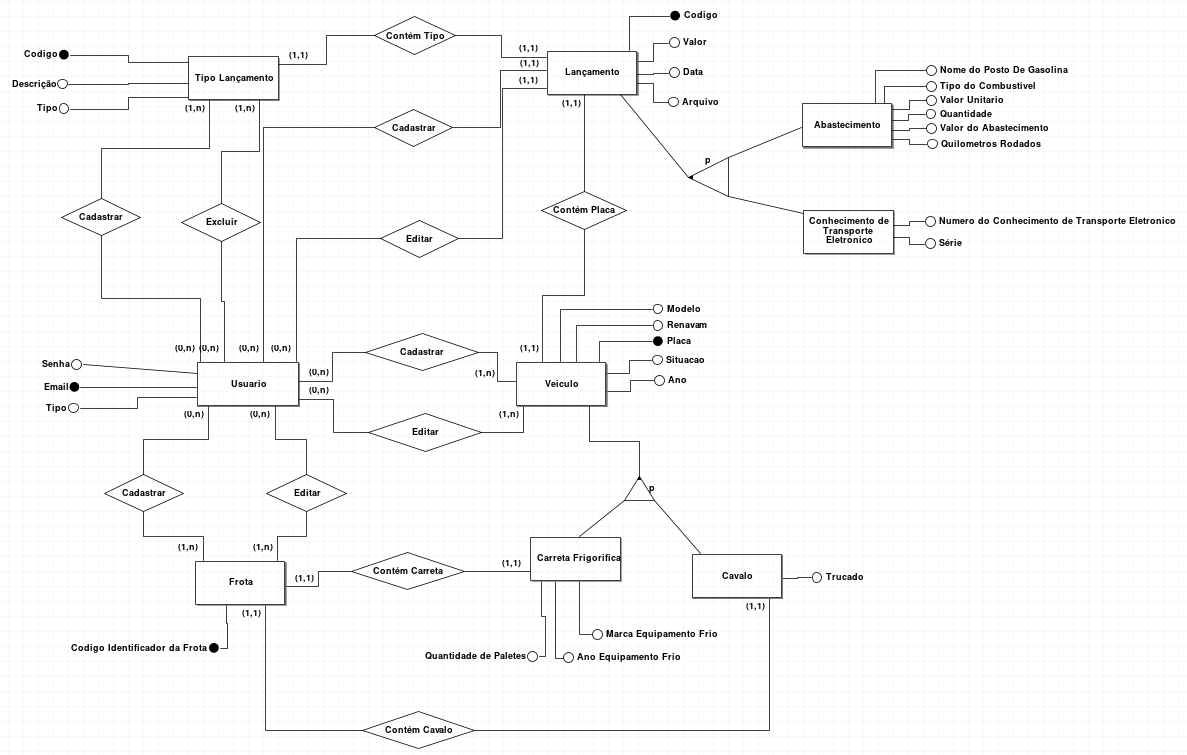 Codigo
Descrição
Tipo
Tipo Lançamento
(1,1)
(1,n)
(1,n)
Contém Tipo
(1,1)
(1,1)
(1,1)
Lançamento
(1,1)
Codigo
Valor
Data
Arquivo
Cadastrar
p
Abastecimento
Nome do Posto De Gasolina
Tipo do Combustivel
Valor Unitario
Quantidade
Valor do Abastecimento
Quilometros Rodados
Conhecimento de
Transporte
Eletronico
Numero do Conhecimento de Transporte Eletronico
Série
Cadastrar
Excluir
Editar
Contém Placa
(0,n)
(0,n)
(0,n)
(0,n)
Senha
Email
Tipo
Usuario
(0,n)
(0,n)
(0,n)
(0,n)
Cadastrar
Editar
(1,1)
(1,n)
(1,n)
Veiculo
Modelo
Renavam
Placa
Situacao
Ano
Cadastrar
Editar
(1,n)
(1,n)
Frota
(1,1)
(1,1)
Codigo Identificador da Frota
Contém Carreta
(1,1)
p
Carreta Frigorifica
Cavalo
(1,1)
Trucado
Marca Equipamento Frio
Quantidade de Paletes
Ano Equipamento Frio
Contém Cavalo